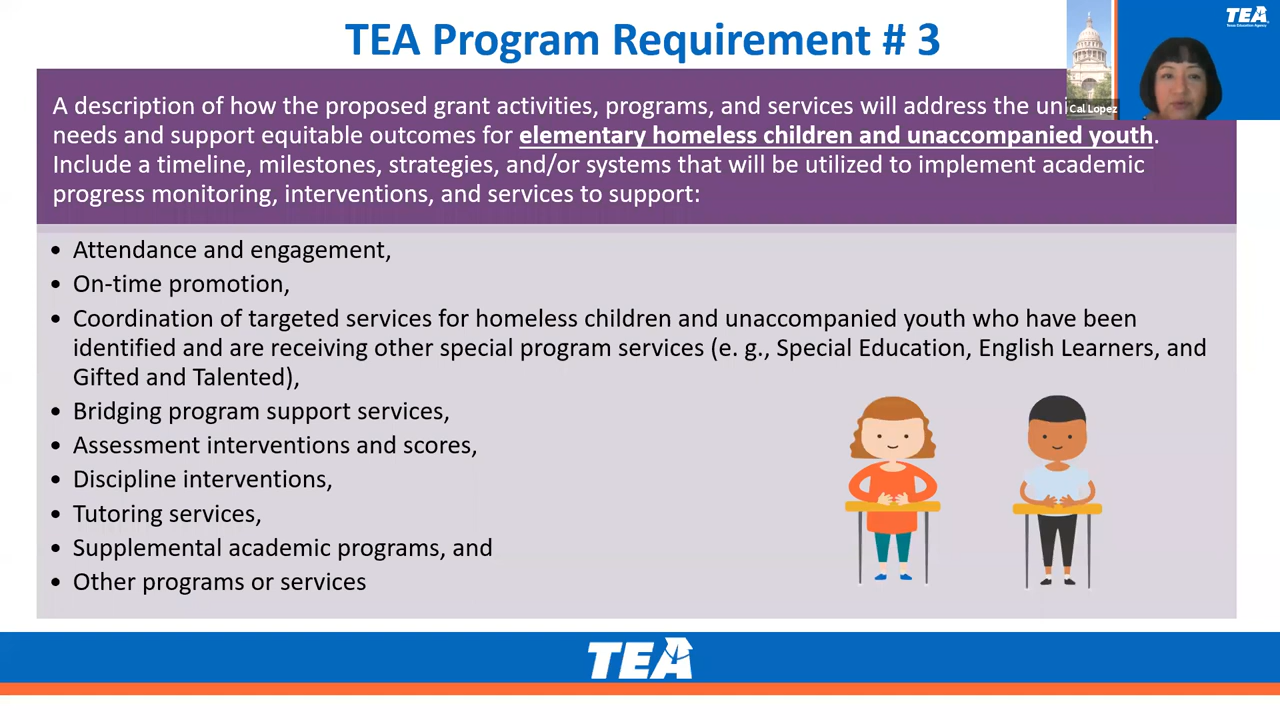 TEA Program Requirement # 3
TEA
Texas Education Agency
Cal Lopez
A description of how the proposed grant activities, programs, and services will address the
needs and support equitable outcomes for elementary homeless children and unaccompanied youth.
Include a timeline, milestones, strategies, and/or systems that will be utilized to implement academic
progress monitoring, interventions, and services to support:
• Attendance and engagement,
• On-time promotion,
• Coordination of targeted services for homeless children and unaccompanied youth who have been
identified and are receiving other special program services (e. g., Special Education, English Learners, and
Gifted and Talented),
• Bridging program support services,
• Assessment interventions and scores,
• Discipline interventions,
• Tutoring services,
• Supplemental academic programs, and
• Other programs or services
TEA